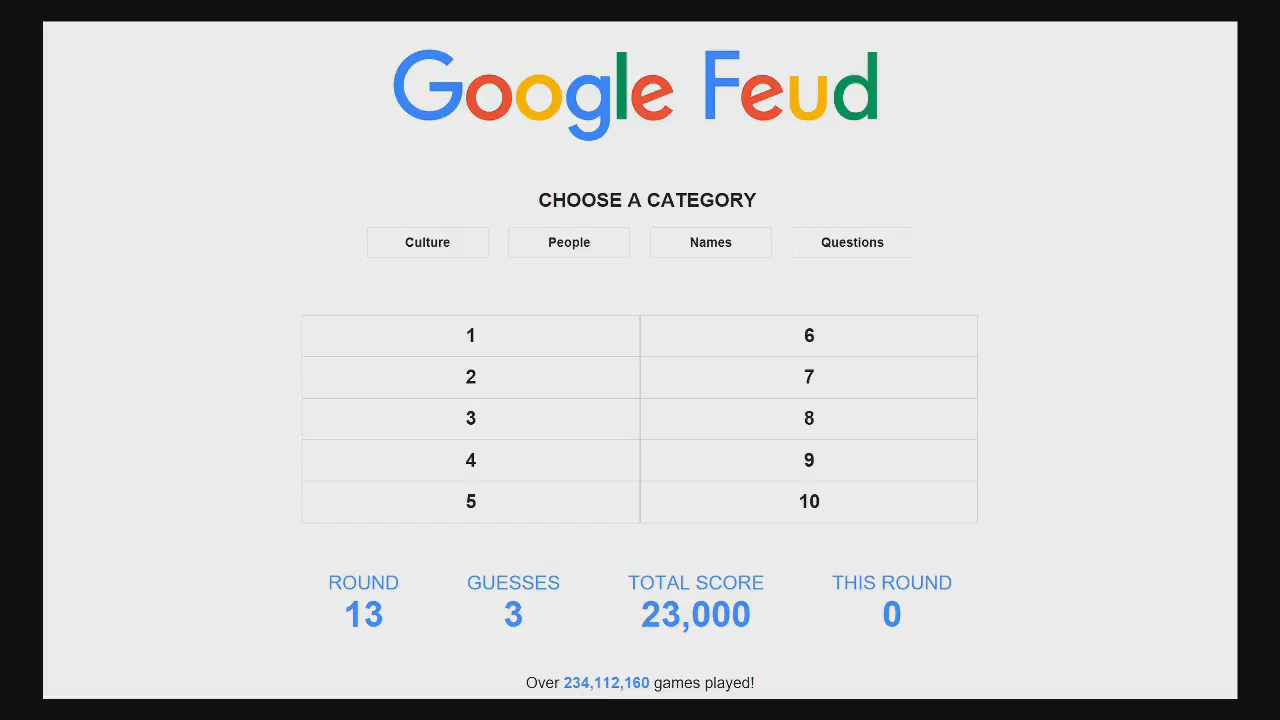 Google Feud
CHOOSE A CATEGORY
Culture People Names Questions
1 6
2 7
3 8
4 9
5 10
ROUND GUESSES TOTAL SCORE THIS ROUND
13 3 23,000 0
Over 234,112,160 games played!